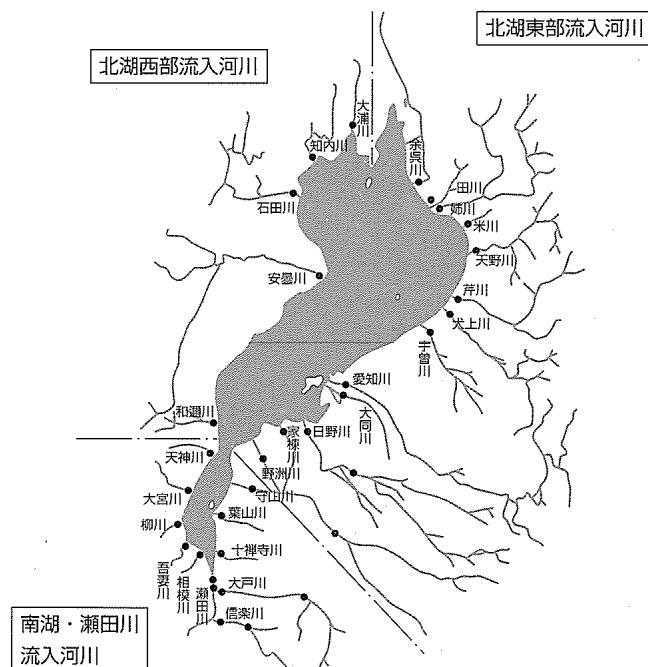 北湖東部流入河川
北湖西部流入河川
大浦川
知内川
余呉川
田川
石田川
姉川
米川
天野川
安曇川
芹川
犬上川
宇曽川
愛知川
大同川
和邇川
家棟川
日野川
天神川
野洲川
大宮川
守山川
葉山川
柳川
十禅寺川
吾妻川
相模川
瀬田川
大戸川
信楽川
南湖・瀬田川
流入河川